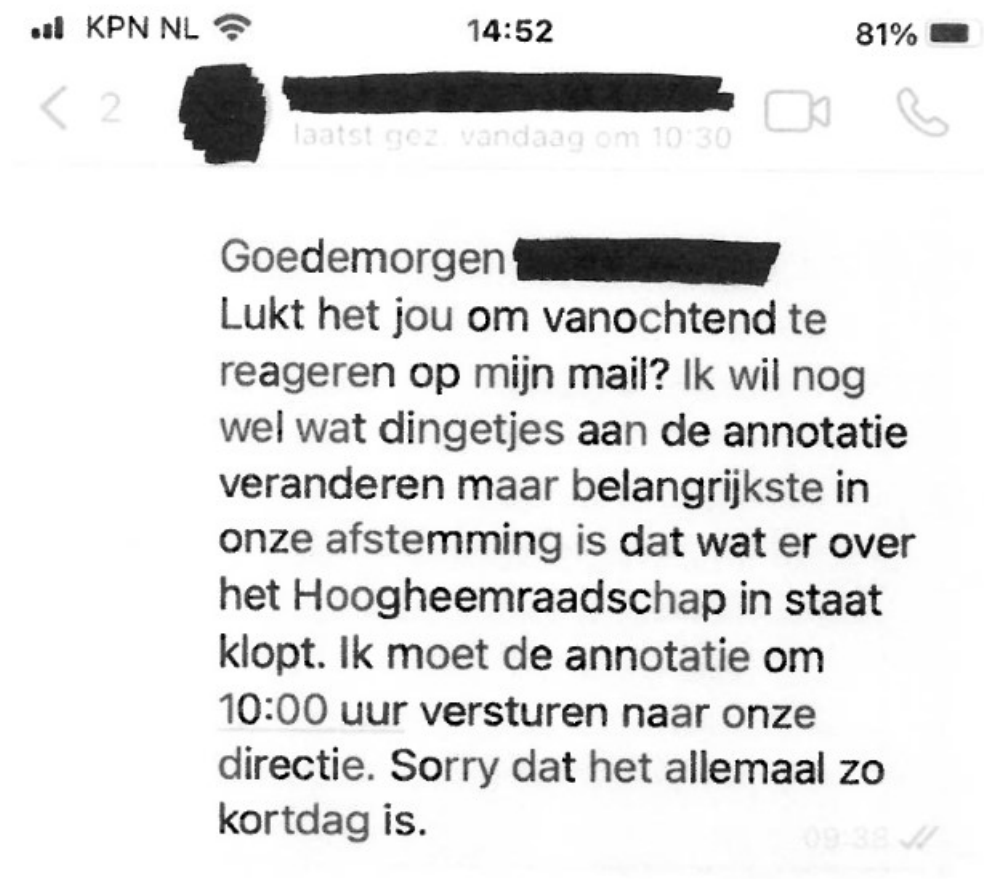 KPN NL 14:52 81%
2
laatst gez. vandaag om 10:30
Goedemorgen
Lukt het jou om vanochtend te
reageren op mijn mail? Ik wil nog
wel wat dingetjes aan de annotatie
veranderen maar belangrijkste in
onze afstemming is dat wat er over
het Hoogheemraadschap in staat
klopt. Ik moet de annotatie om
10:00 uur versturen naar onze
directie. Sorry dat het allemaal zo
kortdag is.
09:38